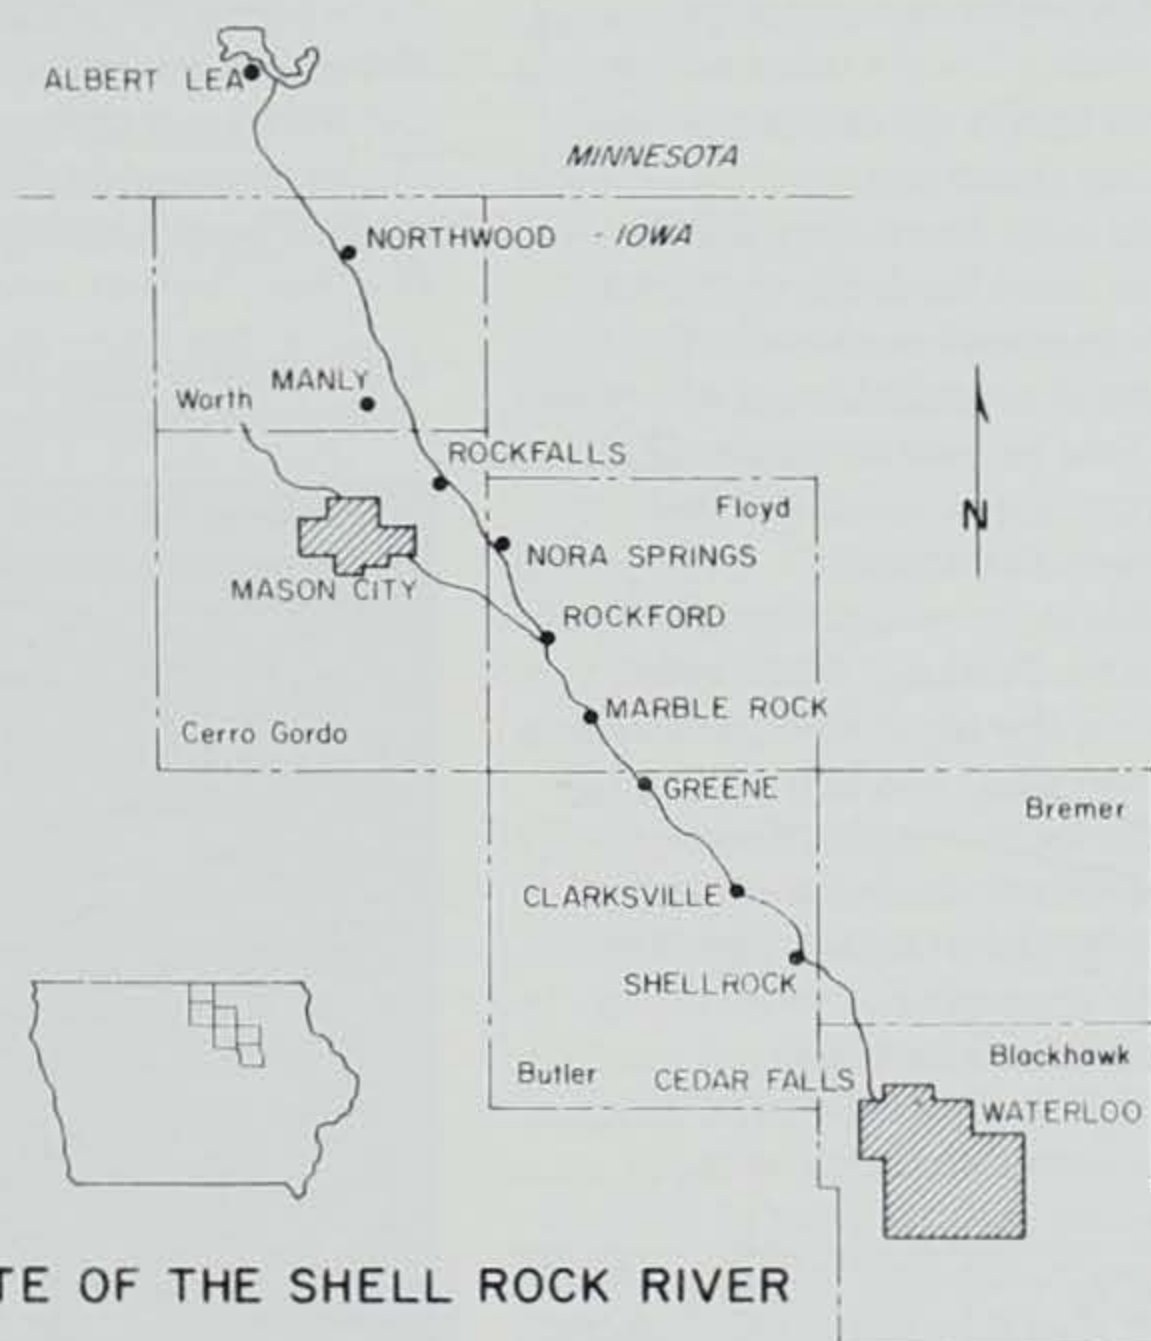 ALBERT LEA
MINNESOTA
NORTHWOOD - IOWA
MANLY
Worth
ROCKFALLS
Floyd
N
NORA SPRINGS
MASON CITY
ROCKFORD
MARBLE ROCK
Cerro Gordo
GREENE
Bremer
CLARKSVILLE
SHELLROCK
Blackhawk
Butler
CEDAR FALLS
WATERLOO
TE OF THE SHELL ROCK RIVER